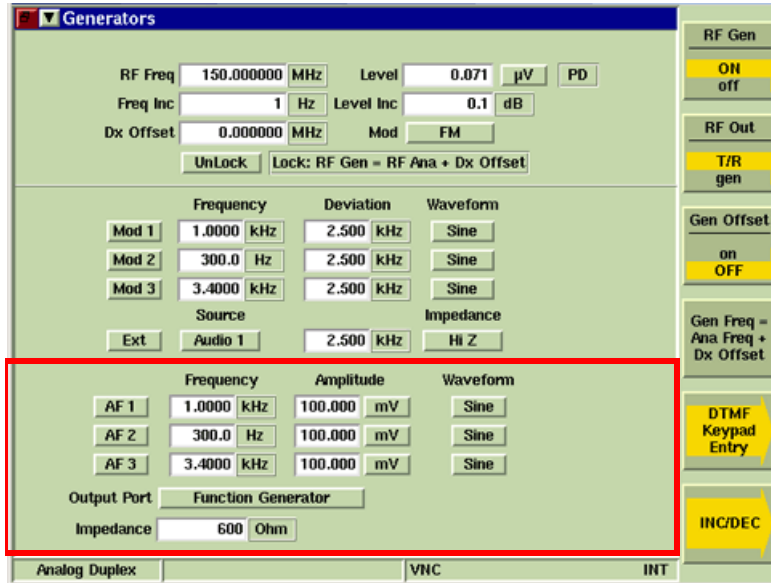 Generators
RF Freq 150.000000 MHz Level 0.071 µV PD
Freq Inc 1 Hz Level Inc 0.1 dB
Dx Offset 0.000000 MHz Mod FM
UnLock Lock: RF Gen = RF Ana + Dx Offset
Frequency Deviation Waveform
Mod 1 1.0000 kHz 2.500 kHz Sine
Mod 2 300.0 Hz 2.500 kHz Sine
Mod 3 3.4000 kHz 2.500 kHz Sine
Source Impedance
Ext Audio 1 2.500 kHz Hi Z
Frequency Amplitude Waveform
AF 1 1.0000 kHz 100.000 mV Sine
AF 2 300.0 Hz 100.000 mV Sine
AF 3 3.4000 kHz 100.000 mV Sine
Output Port Function Generator
Impedance 600 Ohm
Analog Duplex VNC INT
RF Gen
ON
off
RF Out
T/R
gen
Gen Offset
on
OFF
Gen Freq =
Ana Freq +
Dx Offset
DTMF
Keypad
Entry
INC/DEC